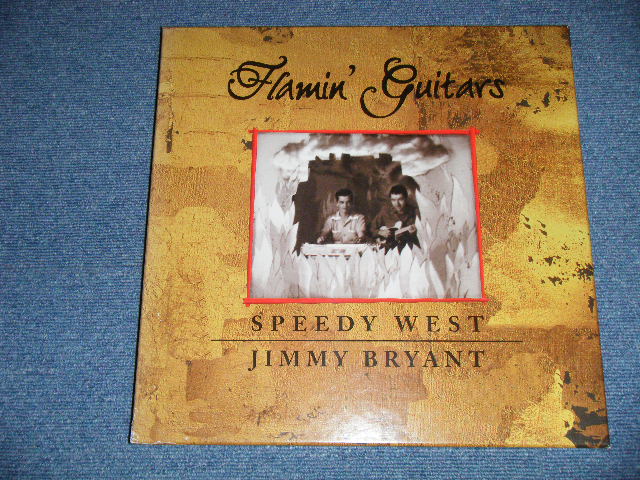 Flamin' Guitars
SPEEDY WEST
JIMMY BRYANT